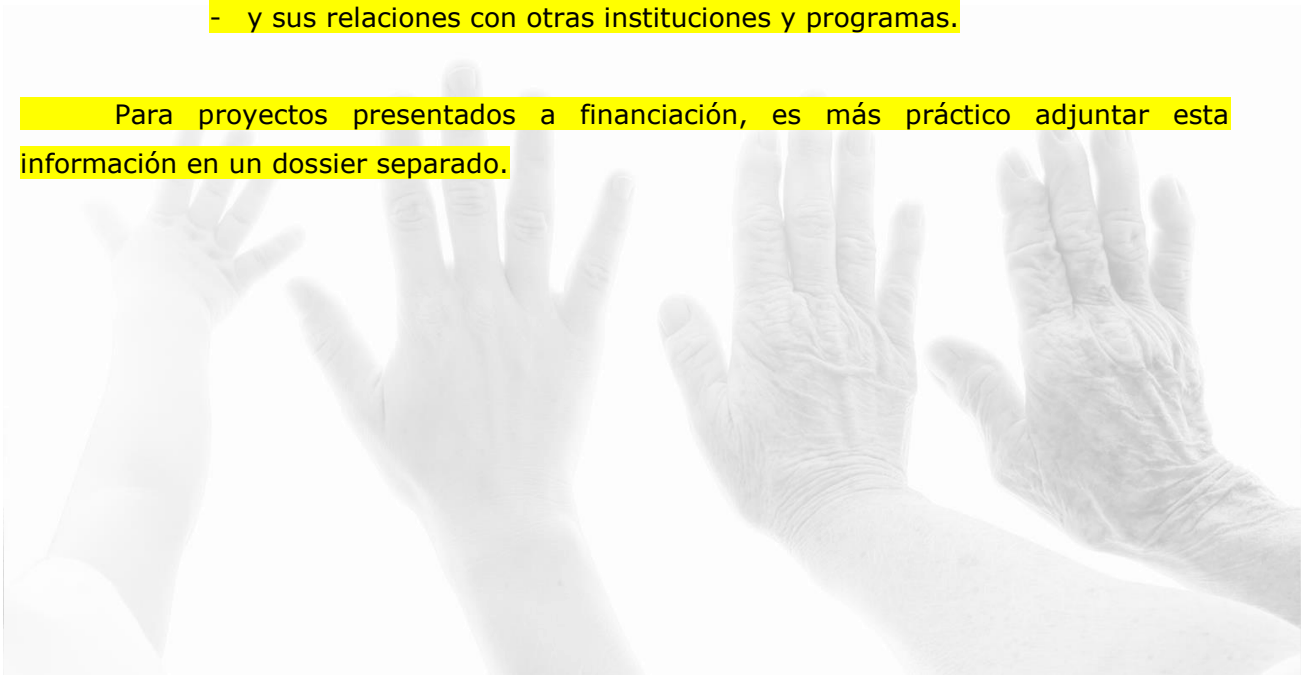 - y sus relaciones con otras instituciones y programas.
Para proyectos presentados a financiación, es más práctico adjuntar esta
información en un dossier separado.